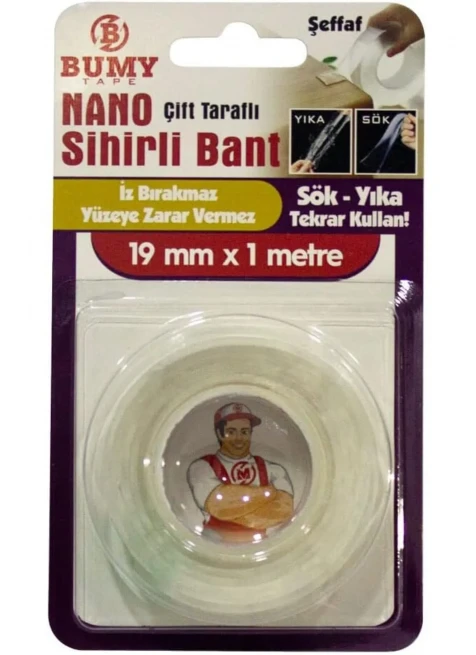 B
BUMY
TAPE
Şeffaf
NANO Çift Taraflı
Sihirli Bant
YIKA
SÖK
İz Bırakmaz
Yüzeye Zarar Vermez
Sök - Yıka
Tekrar Kullan!
19 mm x 1 metre